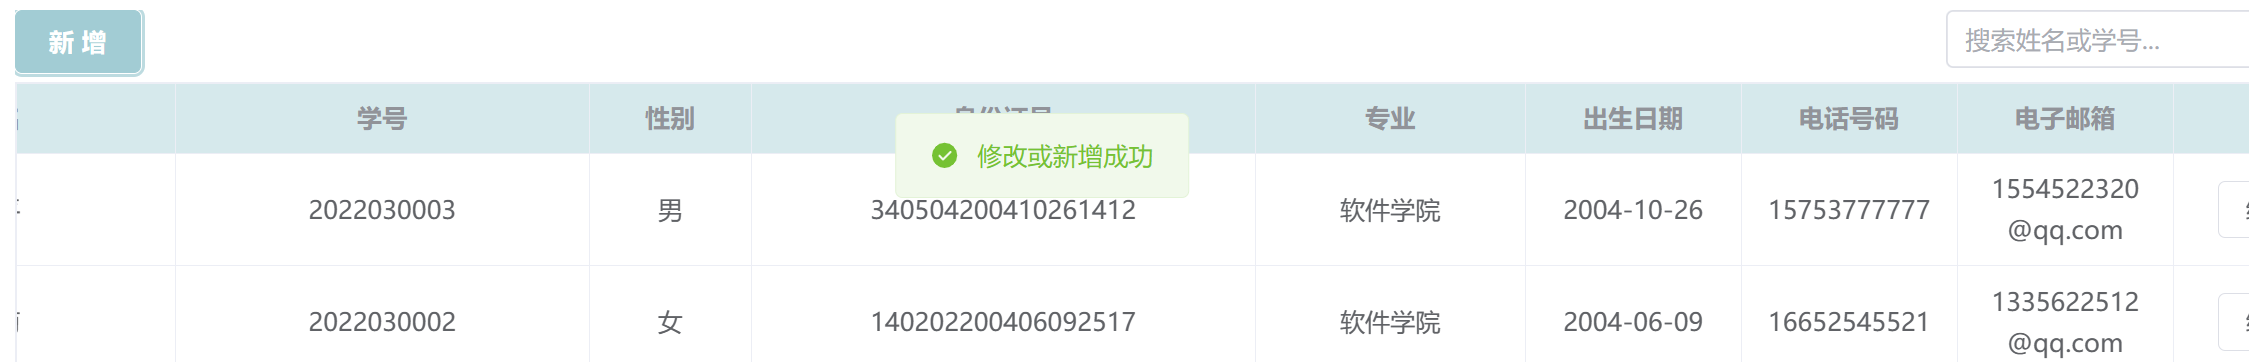 新 增
搜索姓名或学号...
学号 性别 专业 出生日期 电话号码 电子邮箱
修改或新增成功
2022030003 男 340504200410261412 软件学院 2004-10-26 15753777777 1554522320
@qq.com
2022030002 女 140202200406092517 软件学院 2004-06-09 16652545521 1335622512
@qq.com